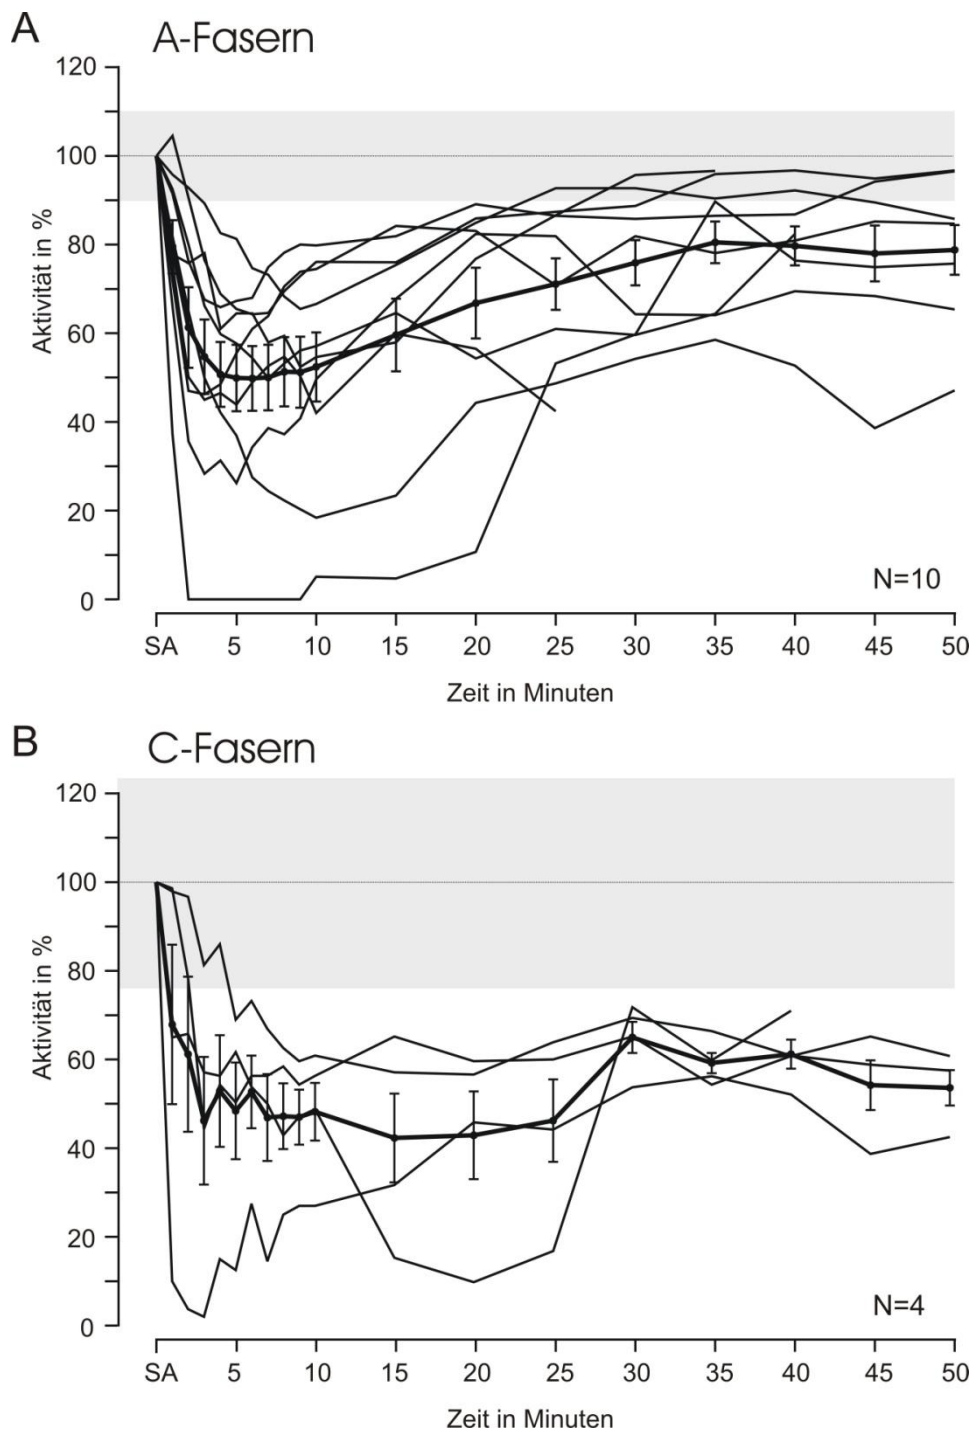 A
A-Fasern
120
100
80
60
40
20
0
Aktivität in %
N=10
SA 5 10 15 20 25 30 35 40 45 50
Zeit in Minuten
B
C-Fasern
120
100
80
60
40
20
0
Aktivität in %
N=4
SA 5 10 15 20 25 30 35 40 45 50
Zeit in Minuten